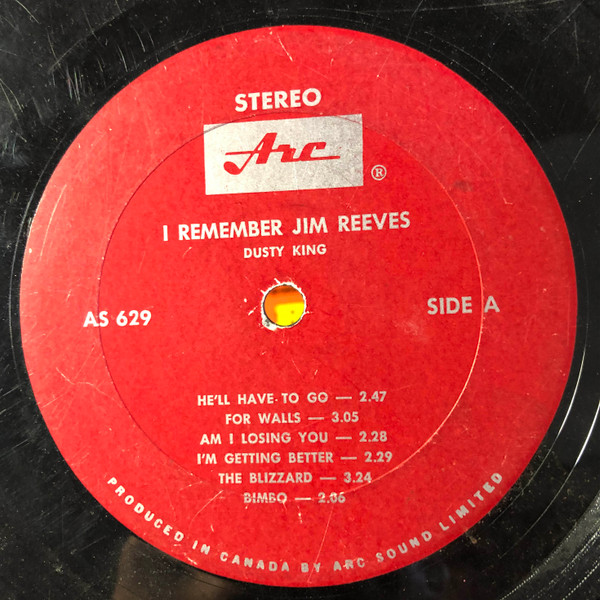 STEREO
Arc ®
I REMEMBER JIM REEVES
DUSTY KING
AS 629
SIDE A
HE'LL HAVE TO GO — 2.47
FOR WALLS — 3.05
AM I LOSING YOU — 2.28
I'M GETTING BETTER — 2.29
THE BLIZZARD — 3.24
BIMBO — 2.06
PRODUCED IN CANADA BY ARC SOUND LIMITED